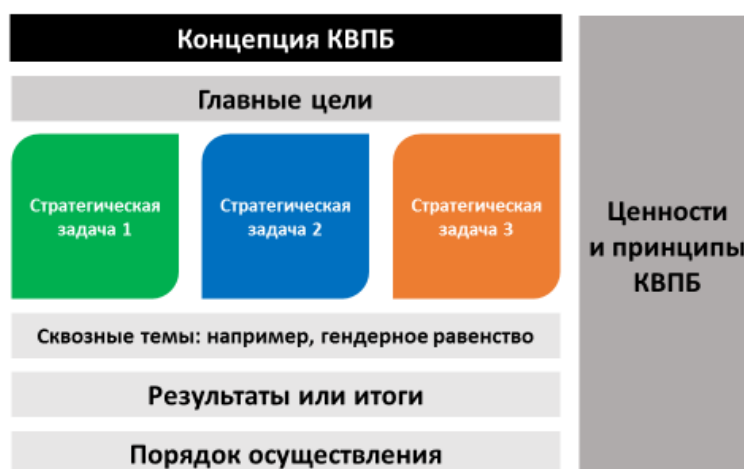 Концепция КВПБ
Главные цели
Стратегическая
задача 1
Стратегическая
задача 2
Стратегическая
задача 3
Сквозные темы: например, гендерное равенство
Результаты или итоги
Порядок осуществления
Ценности
и принципы
КВПБ